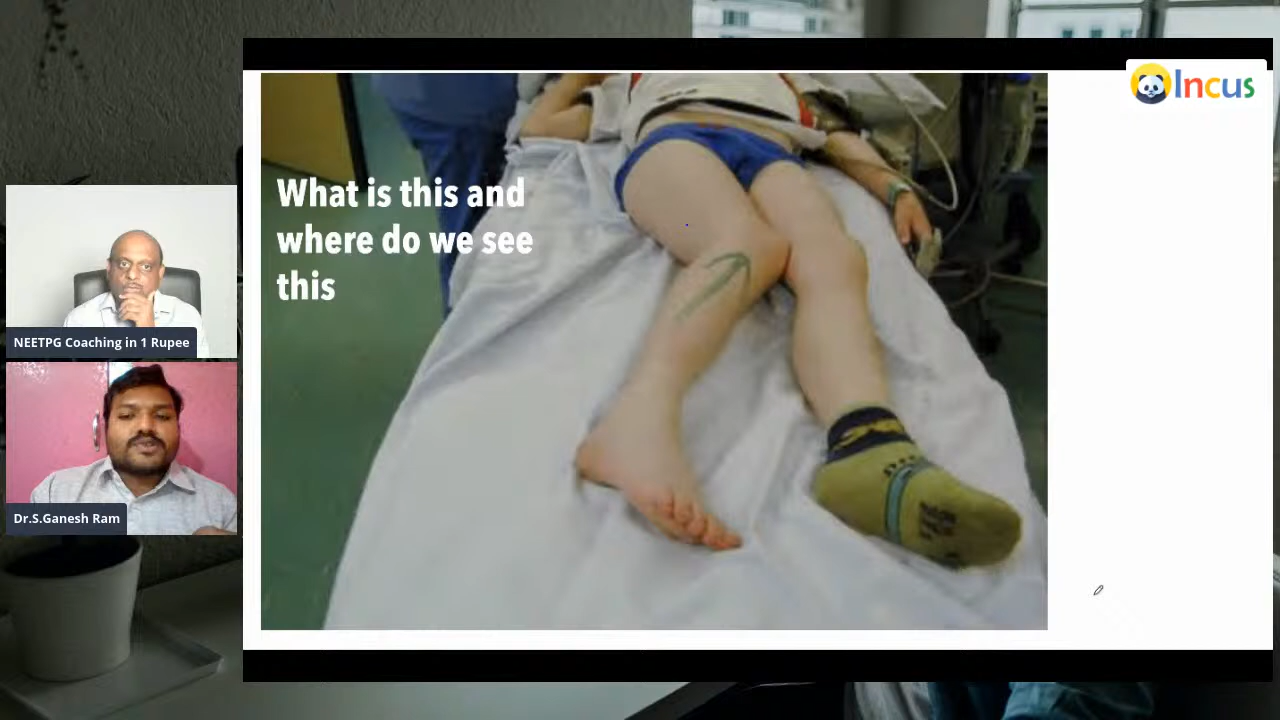 Incus
What is this and
where do we see
this
NEETPG Coaching in 1 Rupee
Dr.S.Ganesh Ram